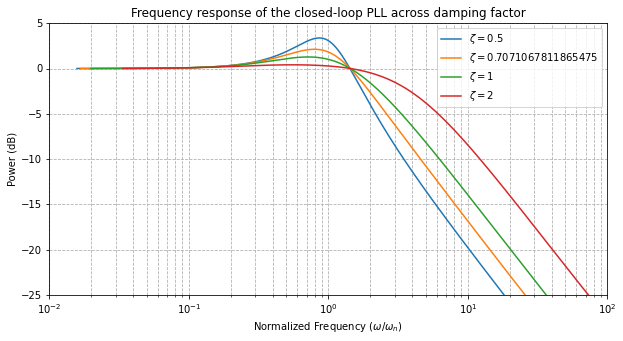 Frequency response of the closed-loop PLL across damping factor
Power (dB)
5
0
−5
−10
−15
−20
−25
ζ = 0.5
ζ = 0.7071067811865475
ζ = 1
ζ = 2
10⁻² 10⁻¹ 10⁰ 10¹ 10²
Normalized Frequency (ω/ωₙ)